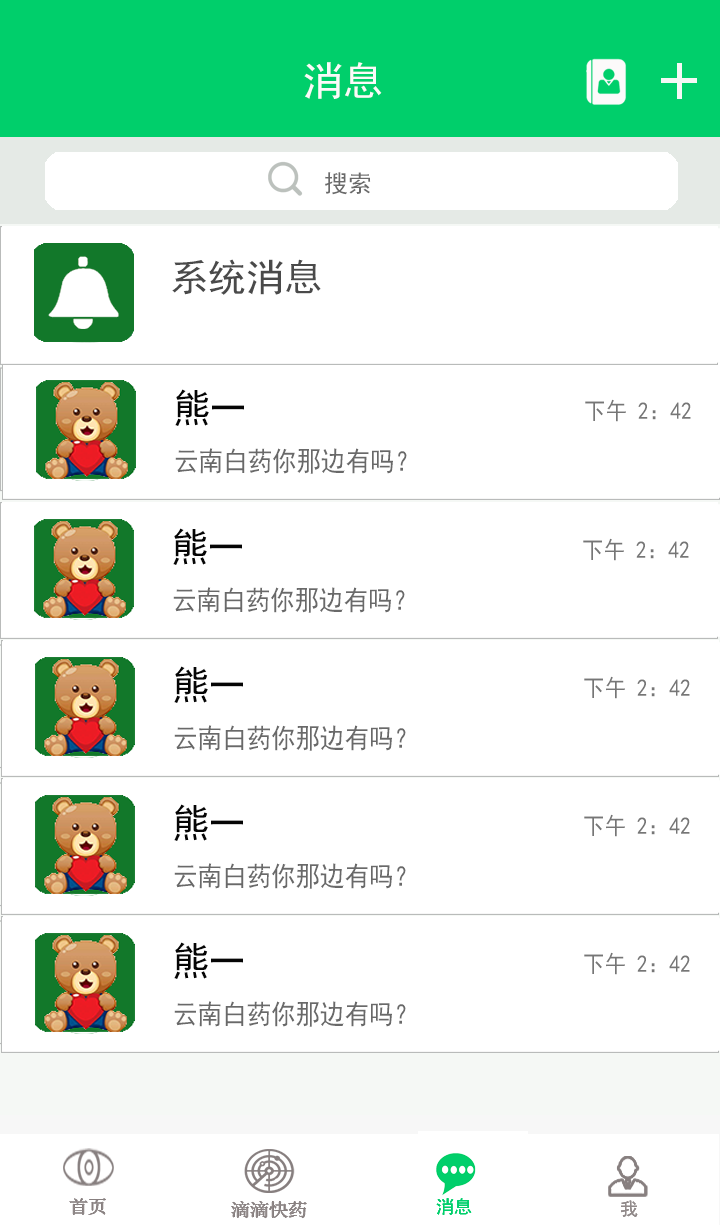 消息
搜索
系统消息
熊一
下午 2：42
云南白药你那边有吗？
熊一
下午 2：42
云南白药你那边有吗？
熊一
下午 2：42
云南白药你那边有吗？
熊一
下午 2：42
云南白药你那边有吗？
熊一
下午 2：42
云南白药你那边有吗？
首页
滴滴快药
消息
我